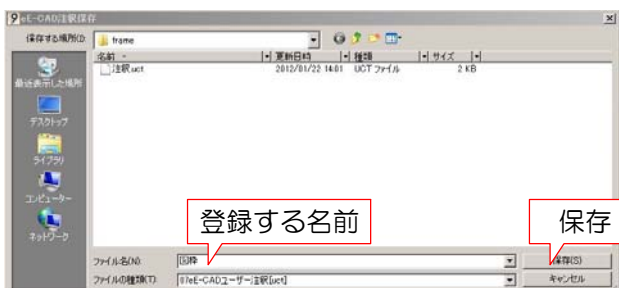 eE-CAD注釈保存
保存する場所(I): frame
名前 更新日時 種類 サイズ
注釈.uct 2012/01/22 14:01 UCT ファイル 2 KB
最近表示した場所
デスクトップ
ライブラリ
コンピューター
ネットワーク
登録する名前
保存
ファイル名(N): 図枠 保存(S)
ファイルの種類(T): キャンセル